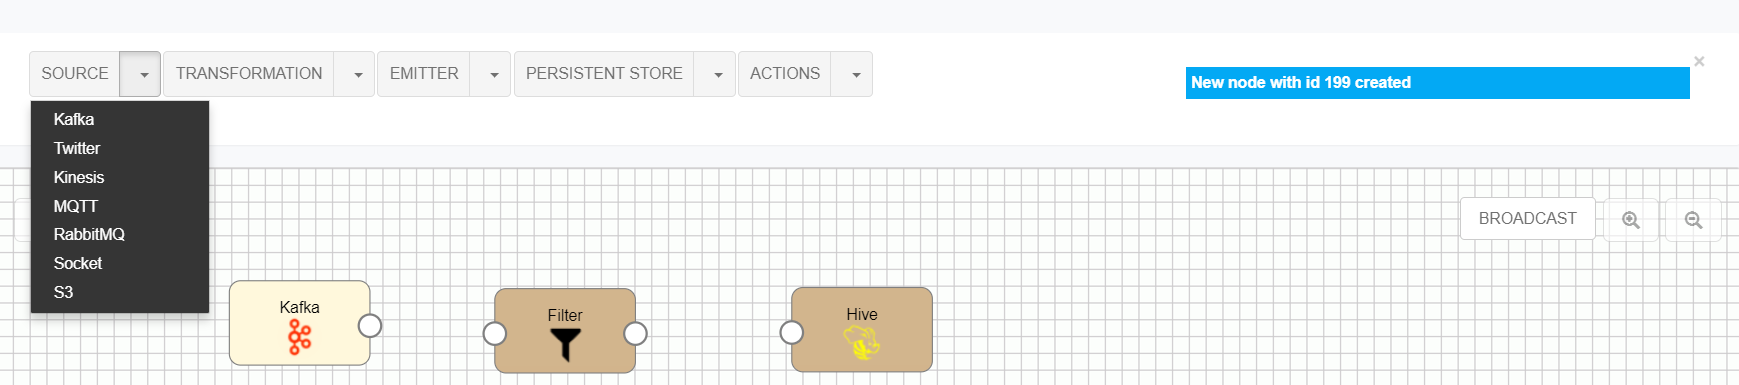 SOURCE
TRANSFORMATION
EMITTER
PERSISTENT STORE
ACTIONS
×
New node with id 199 created
Kafka
Twitter
Kinesis
MQTT
RabbitMQ
Socket
S3
BROADCAST
Kafka
Filter
Hive